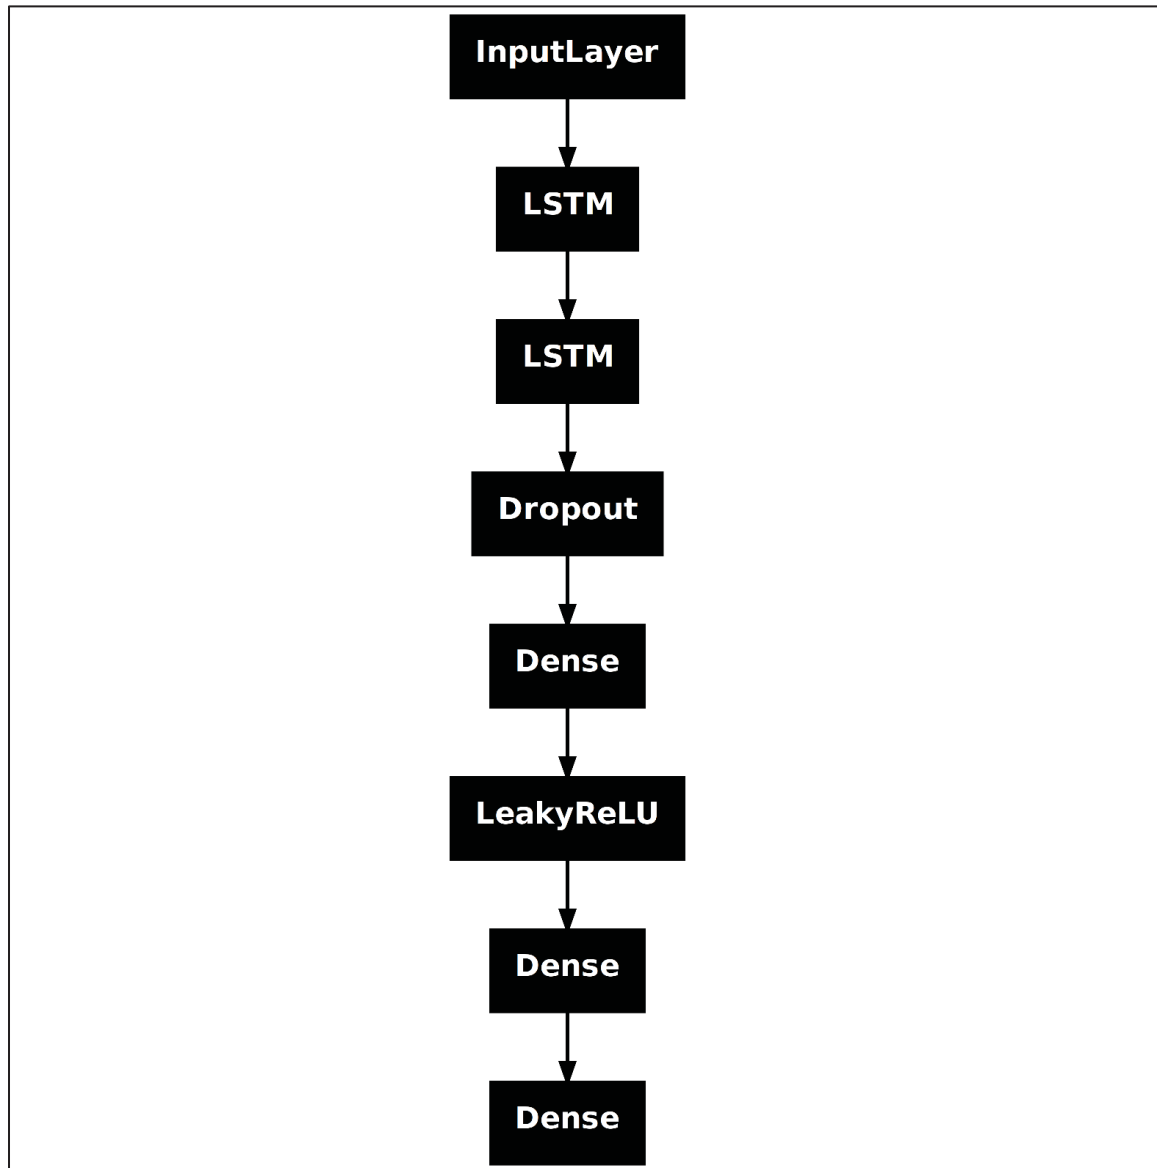 InputLayer
LSTM
LSTM
Dropout
Dense
LeakyReLU
Dense
Dense